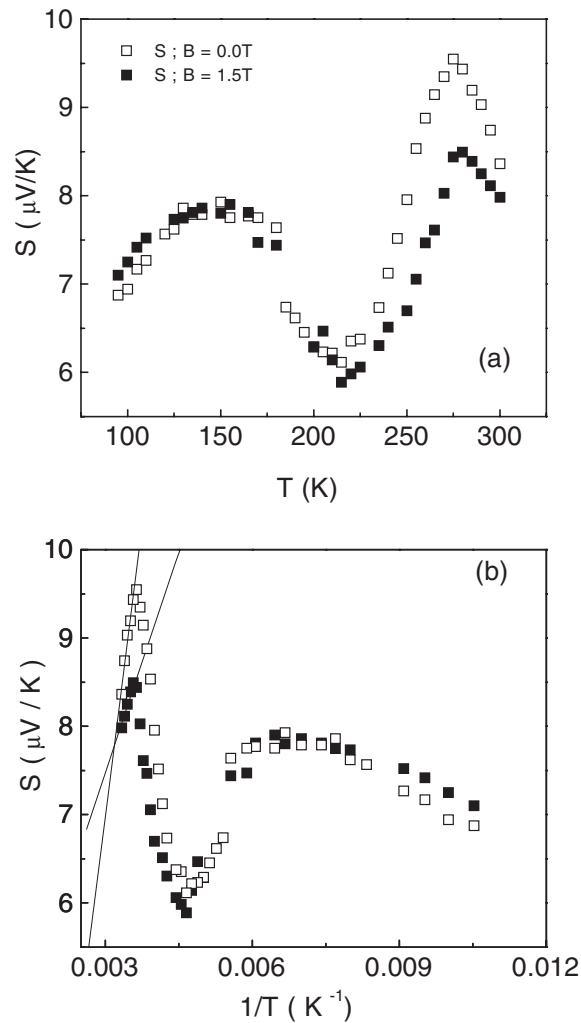 10
S ; B = 0.0T
S ; B = 1.5T
9
8
7
6
S ( μV/K)
(a)
100 150 200 250 300
T (K)
10
(b)
9
8
7
6
S ( μV / K)
0.003 0.006 0.009 0.012
1/T ( K⁻¹)